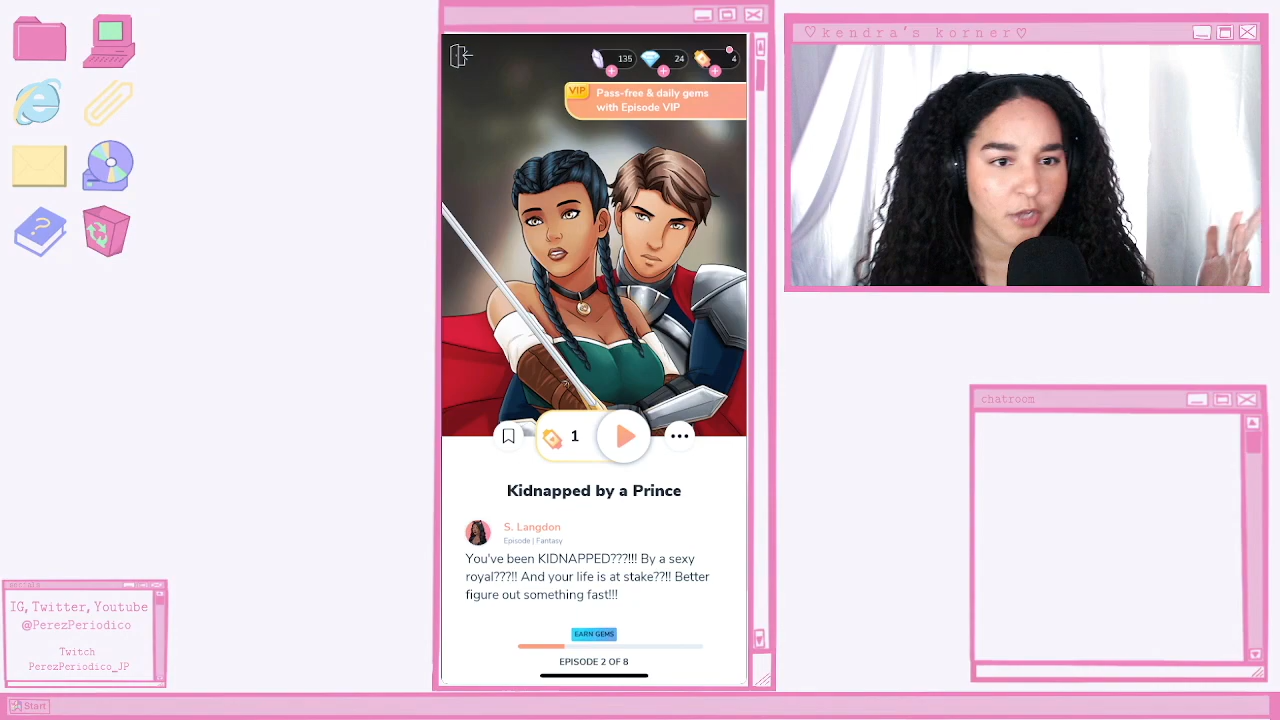 ♡kendra's korner♡
135
24
4
VIP
Pass-free & daily gems
with Episode VIP
1
Kidnapped by a Prince
S. Langdon
Episode | Fantasy
You've been KIDNAPPED???!!! By a sexy
royal???!! And your life is at stake??!! Better
figure out something fast!!!
EARN GEMS
EPISODE 2 OF 8
chatroom
IG, Twitter, Youtube
@PerezPeriodico
Twitch
PerezPeriodico_JP
Start